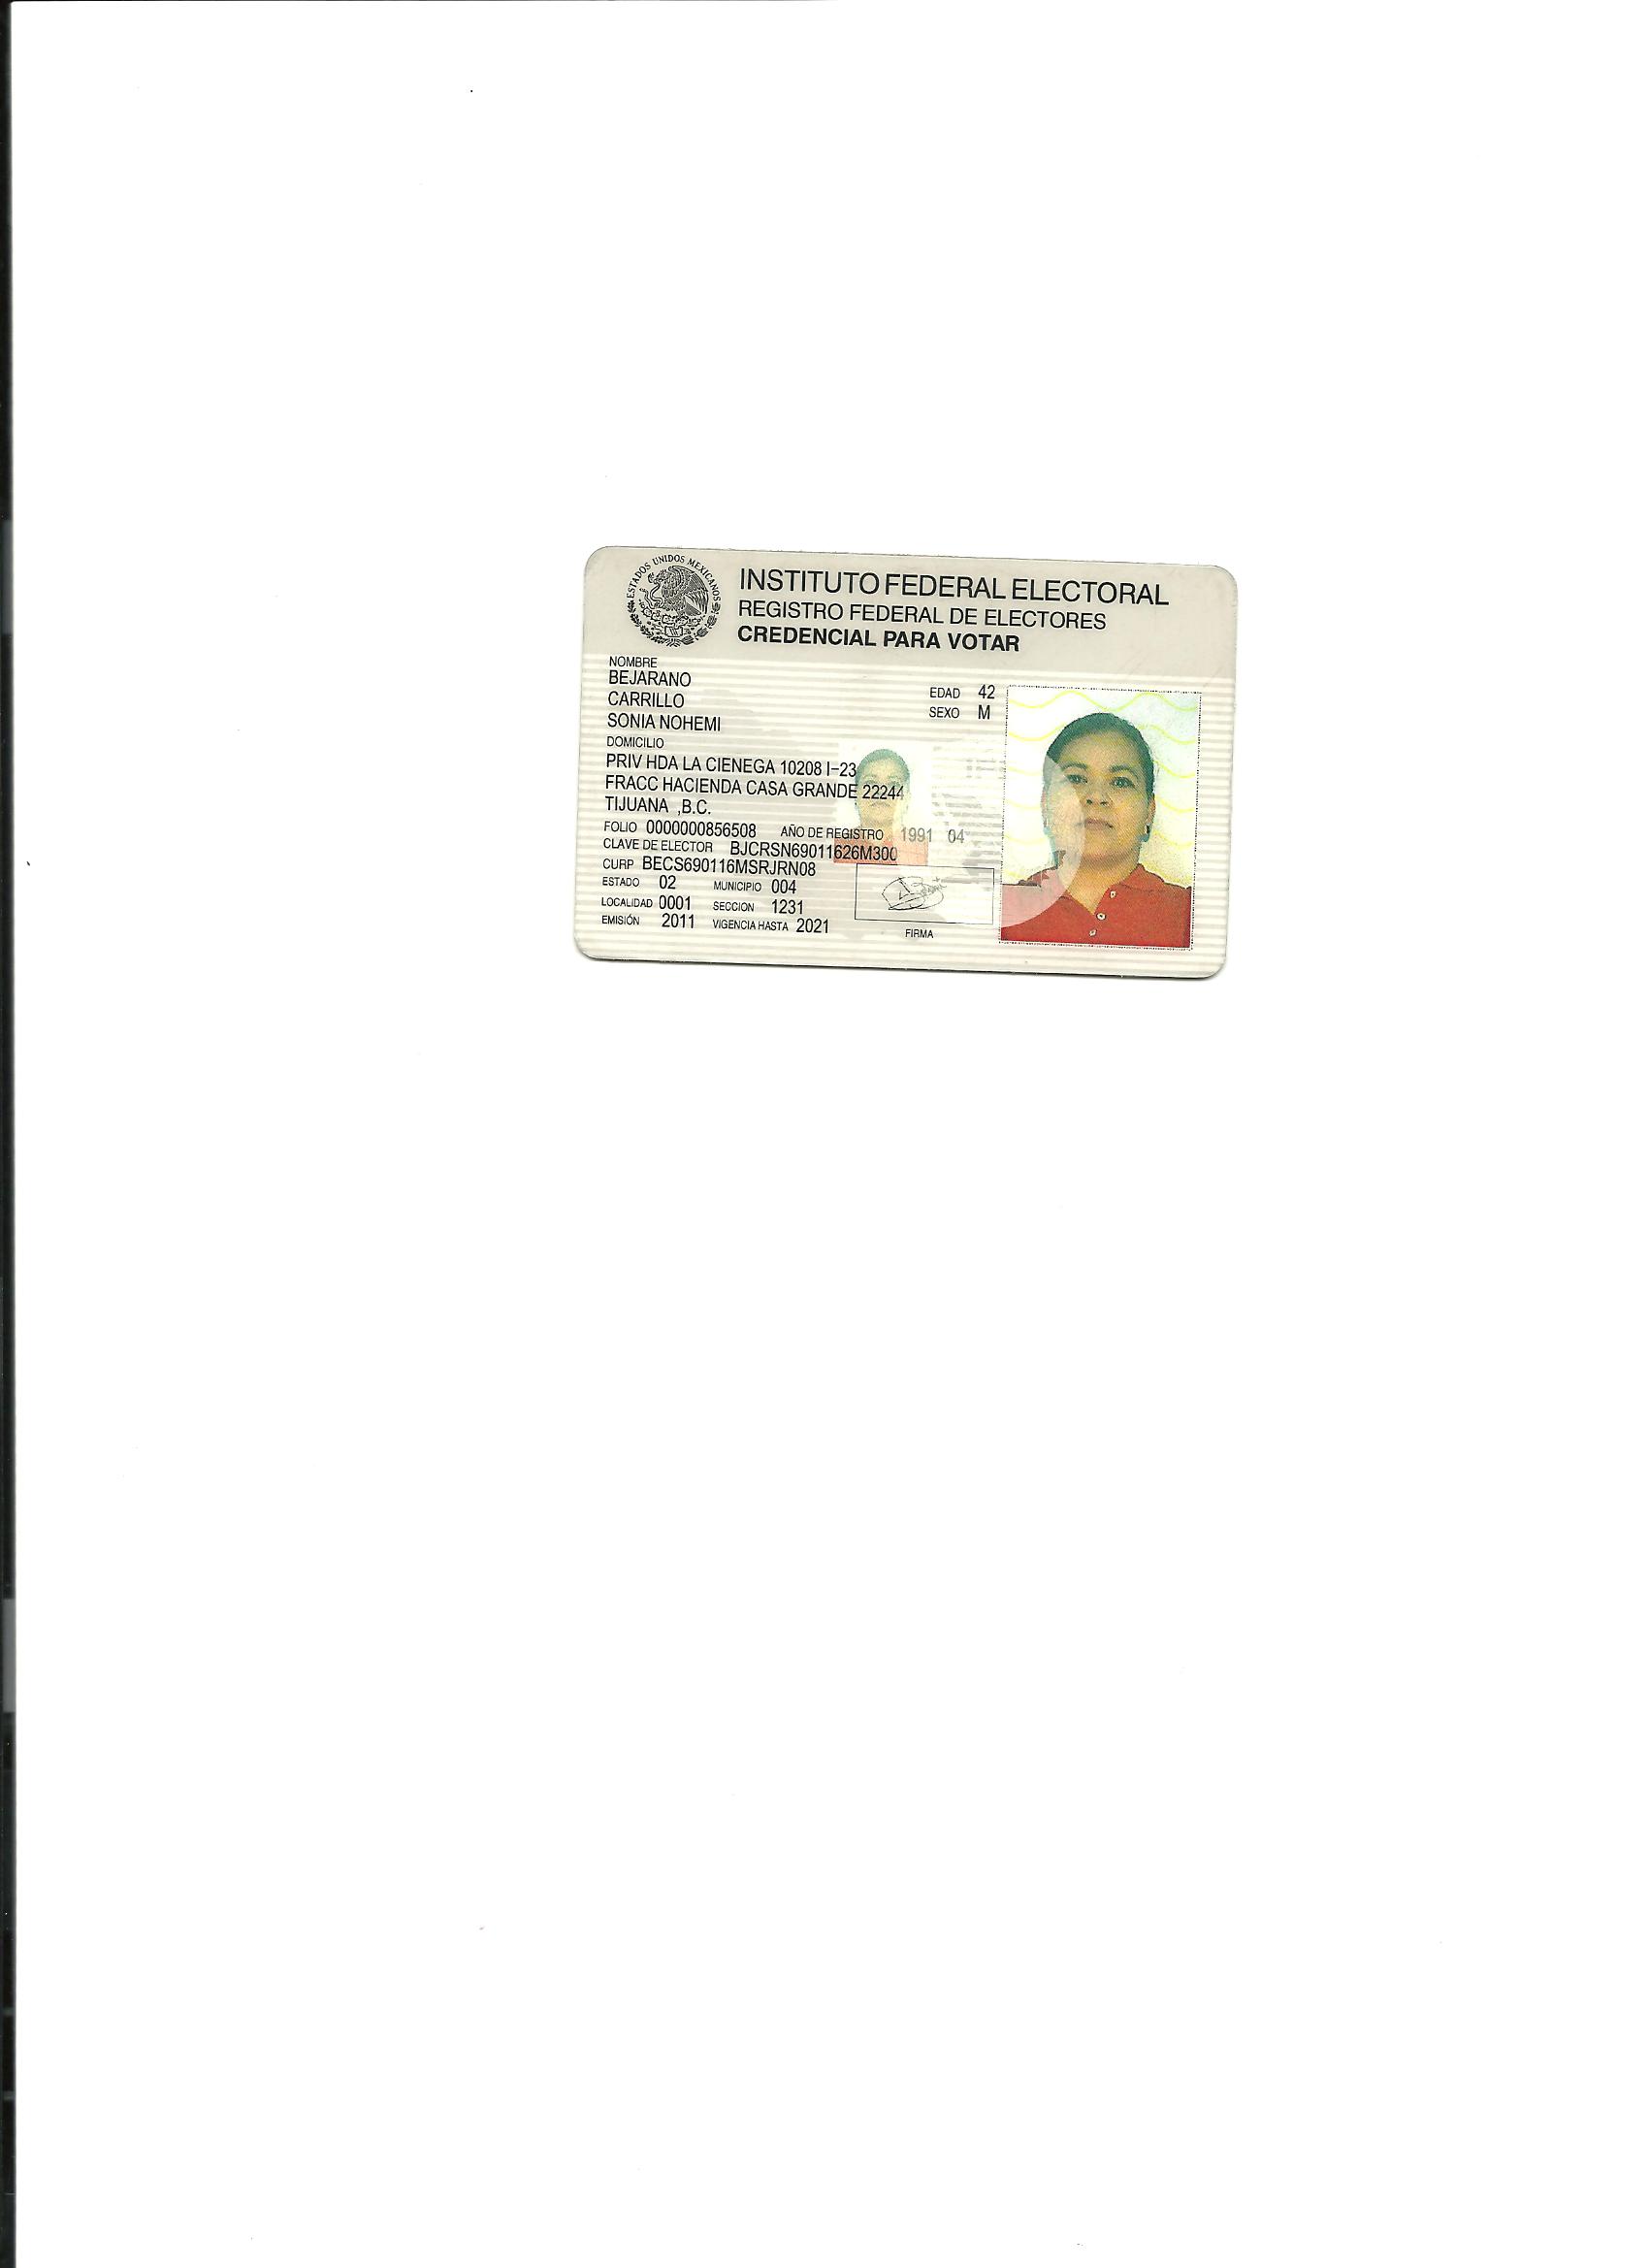 ESTADOS UNIDOS MEXICANOS
INSTITUTO FEDERAL ELECTORAL
REGISTRO FEDERAL DE ELECTORES
CREDENCIAL PARA VOTAR
NOMBRE
BEJARANO
CARRILLO
SONIA NOHEMI
EDAD 42
SEXO M
DOMICILIO
PRIV HDA LA CIENEGA 10208 I-23
FRACC HACIENDA CASA GRANDE 22244
TIJUANA ,B.C.
FOLIO 0000000856508 AÑO DE REGISTRO 1991 04
CLAVE DE ELECTOR BJCRSN69011626M300
CURP BECS690116MSRJRN08
ESTADO 02 MUNICIPIO 004
LOCALIDAD 0001 SECCION 1231
EMISIÓN 2011 VIGENCIA HASTA 2021
FIRMA